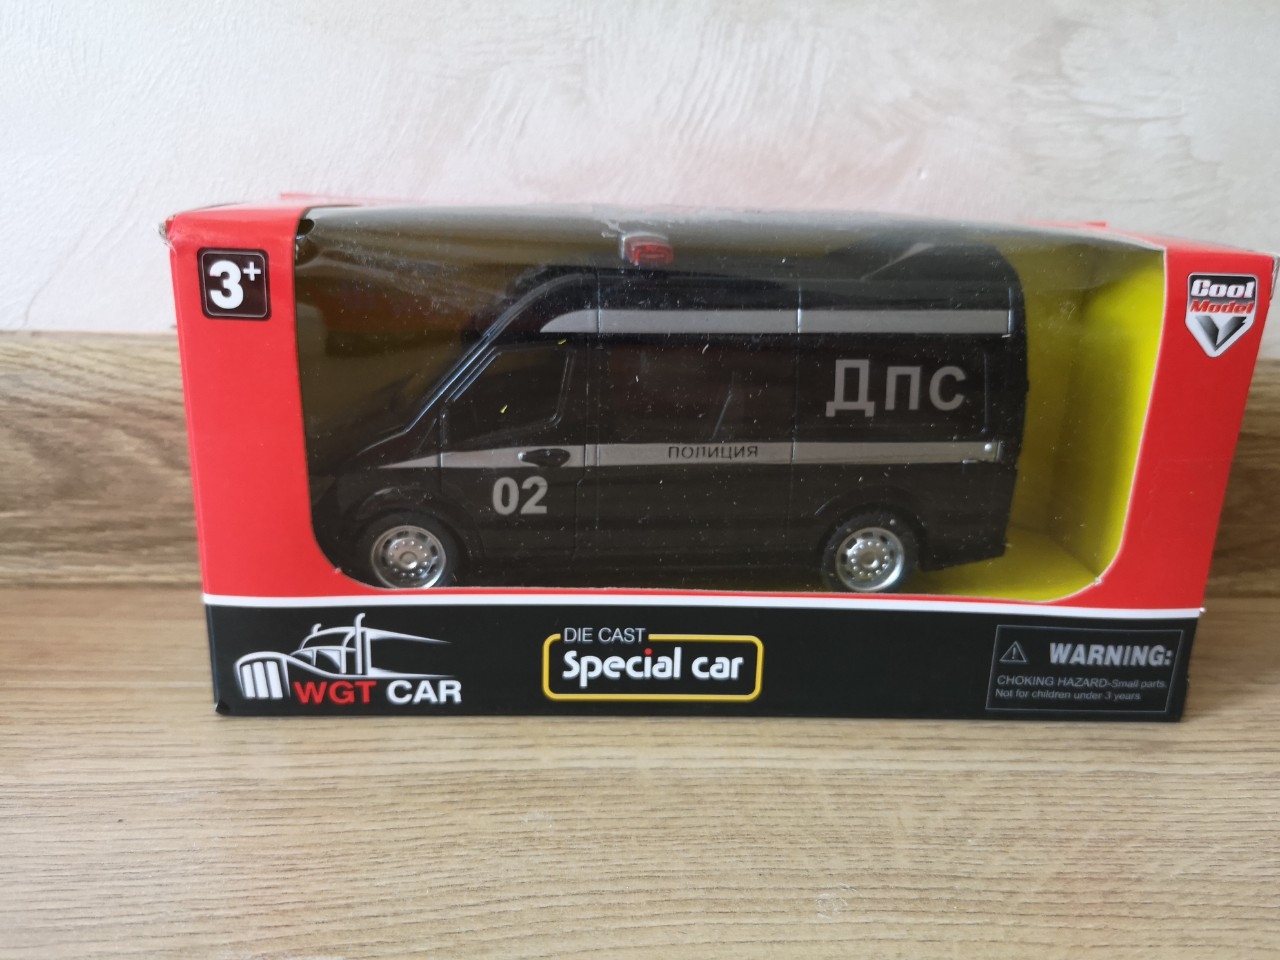 3+
Cool
Model
ДПС
ПОЛИЦИЯ
02
WGT CAR
DIE CAST
Special car
WARNING:
CHOKING HAZARD-Small parts.
Not for children under 3 years